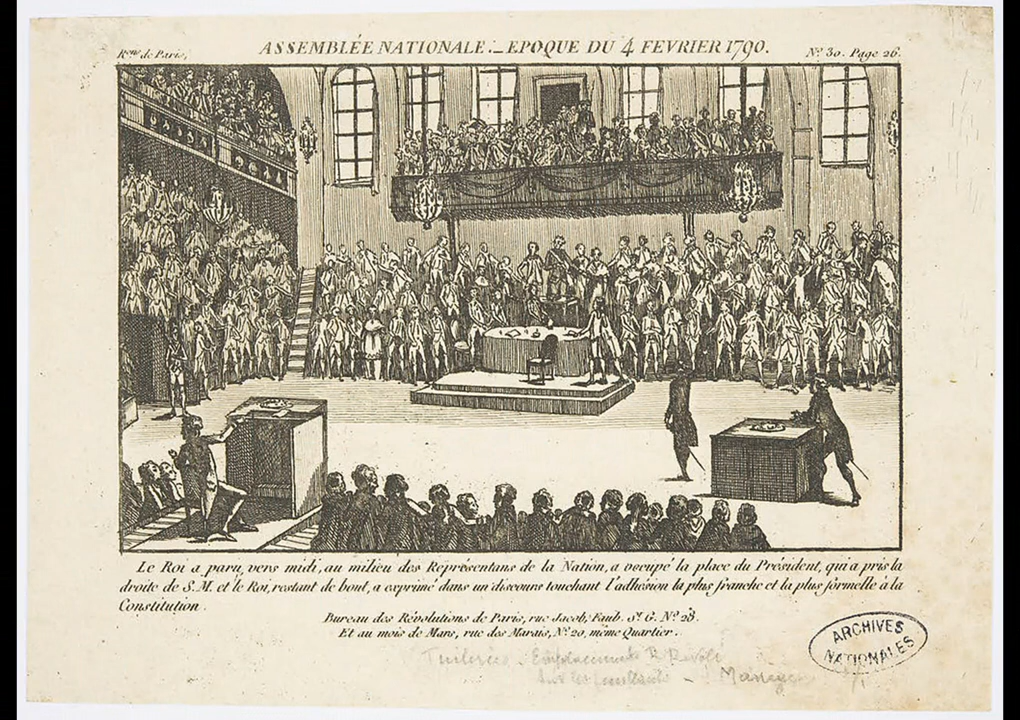 R.ons de Paris,
ASSEMBLÉE NATIONALE._EPOQUE DU 4 FEVRIER 1790.
N.o 30. Page 26.
Le Roi a paru, vers midi, au milieu des Représentans de la Nation, a occupé la place du Président, qui a pris la
droite de S.M. et le Roi, restant de bout, a exprimé dans un discours touchant l'adhésion la plus franche et la plus formelle à la
Constitution.
Bureau des Révolutions de Paris, rue Jacob, Faub. St. G. No. 28.
Et au mois de Mars, rue des Marais, No. 20, même Quartier.
ARCHIVES
NATIONALES
Tuileries - Emplacement R Rivoli
Manège